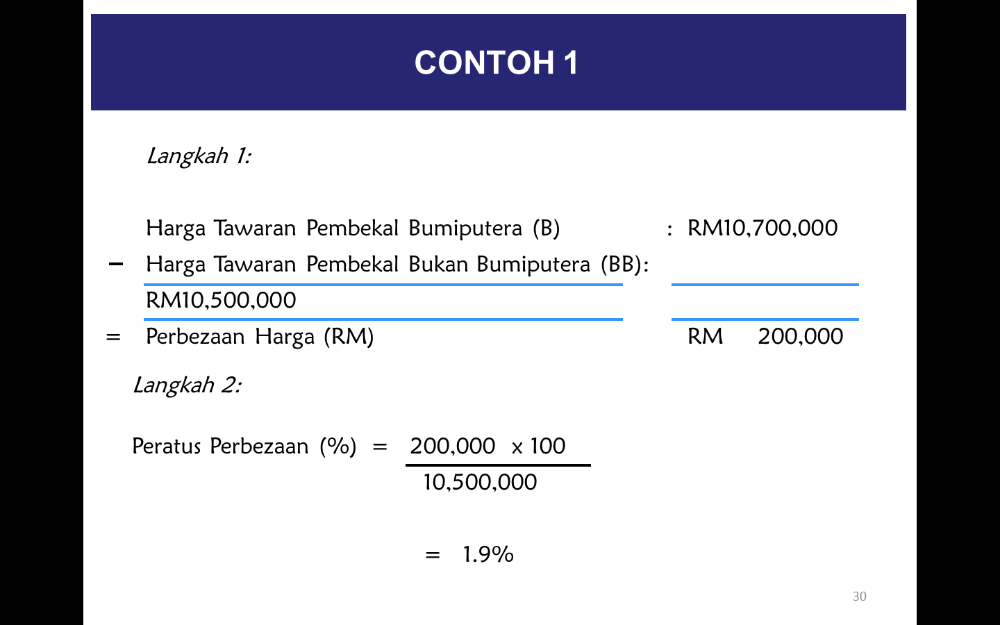 CONTOH 1
Langkah 1:
Harga Tawaran Pembekal Bumiputera (B) : RM10,700,000
– Harga Tawaran Pembekal Bukan Bumiputera (BB):
RM10,500,000
= Perbezaan Harga (RM) RM 200,000
Langkah 2:
Peratus Perbezaan (%) = 200,000 x 100
10,500,000
= 1.9%
30